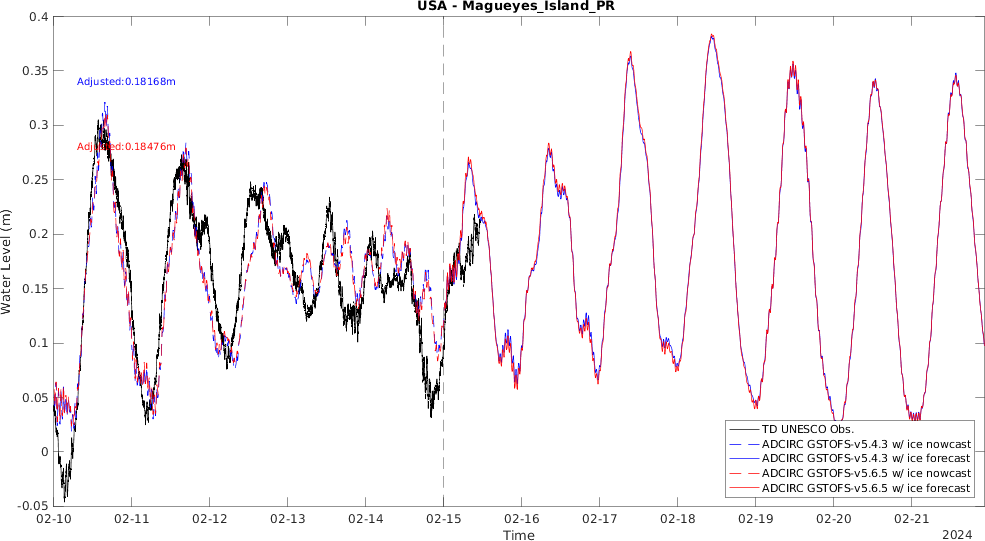 USA - Magueyes_Island_PR
0.4
0.35
0.3
0.25
0.2
0.15
0.1
0.05
0
-0.05
Water Level (m)
Adjusted:0.18168m
Adjusted:0.18476m
TD UNESCO Obs.
ADCIRC GSTOFS-v5.4.3 w/ ice nowcast
ADCIRC GSTOFS-v5.4.3 w/ ice forecast
ADCIRC GSTOFS-v5.6.5 w/ ice nowcast
ADCIRC GSTOFS-v5.6.5 w/ ice forecast
02-10 02-11 02-12 02-13 02-14 02-15 02-16 02-17 02-18 02-19 02-20 02-21
Time
2024